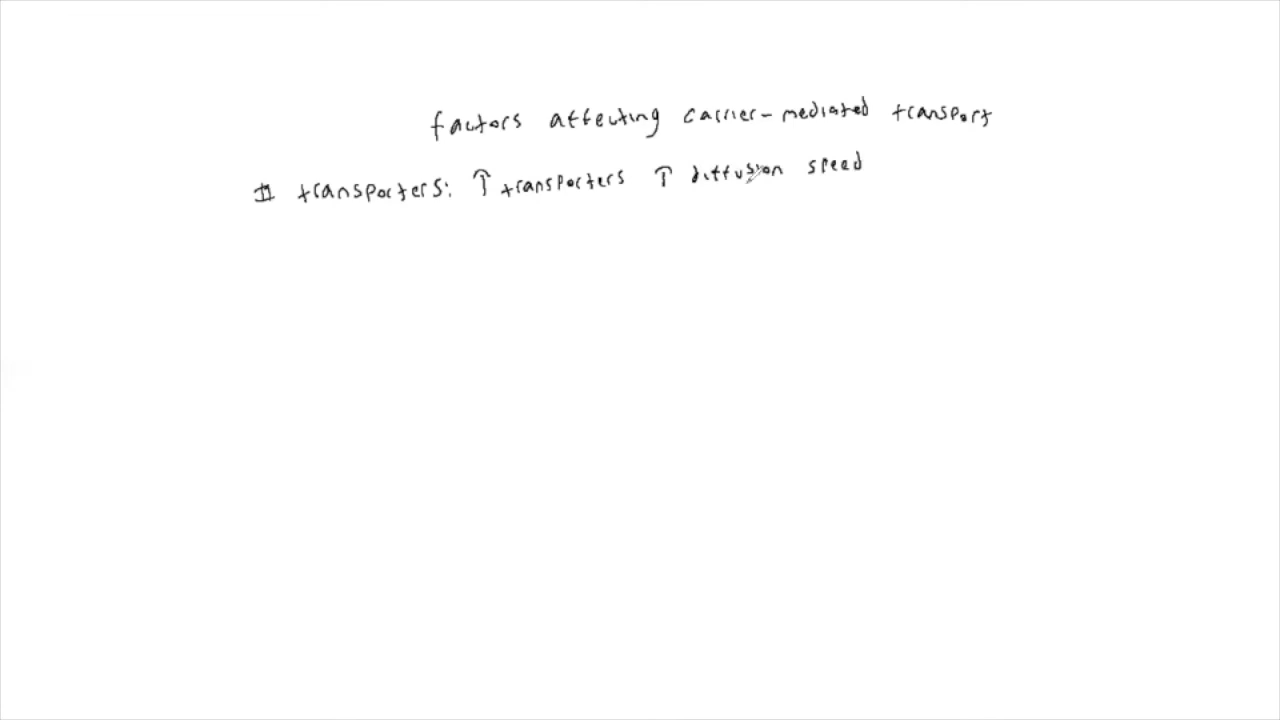 factors affecting carrier-mediated transport
# transporters: ↑ transporters ↑ diffusion speed